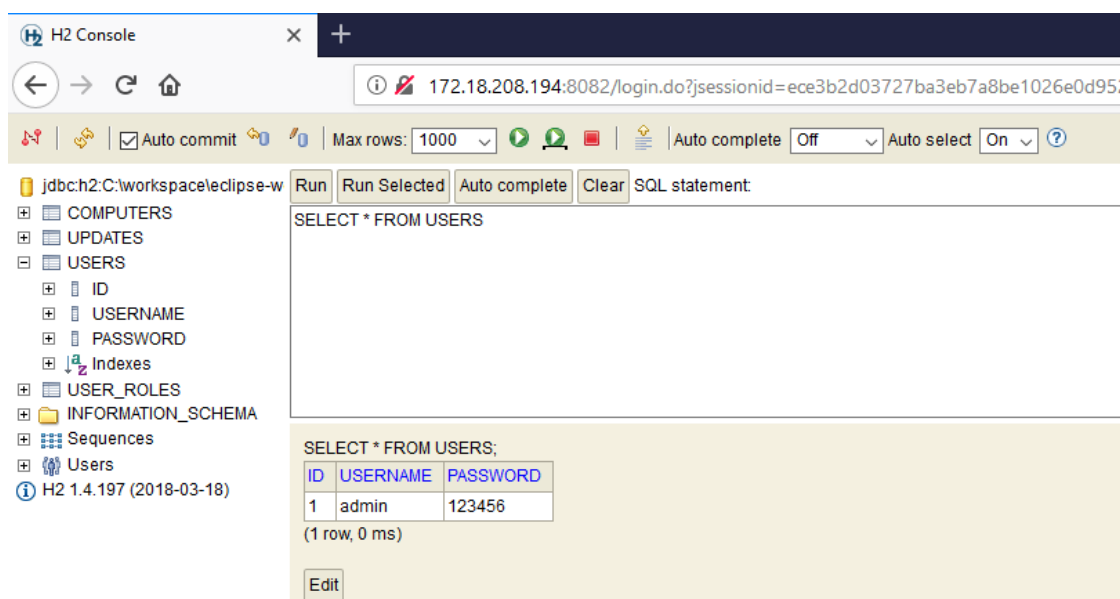 H2 Console
172.18.208.194:8082/login.do?jsessionid=ece3b2d03727ba3eb7a8be1026e0d952
Auto commit Max rows: 1000 Auto complete Off Auto select On
jdbc:h2:C:\workspace\eclipse-w
Run Run Selected Auto complete Clear SQL statement:
COMPUTERS
UPDATES
USERS
ID
USERNAME
PASSWORD
Indexes
USER_ROLES
INFORMATION_SCHEMA
Sequences
Users
H2 1.4.197 (2018-03-18)
SELECT * FROM USERS
SELECT * FROM USERS;
ID USERNAME PASSWORD
1 admin 123456
(1 row, 0 ms)
Edit